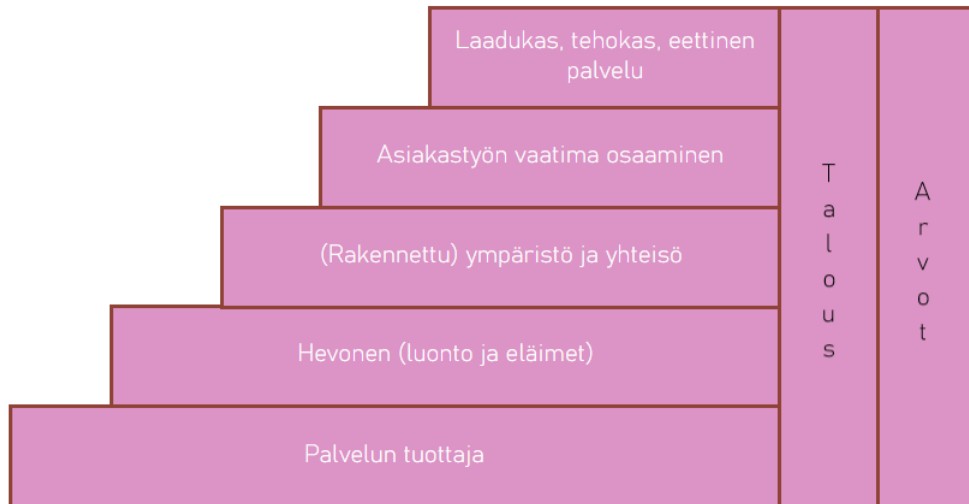 Laadukas, tehokas, eettinen
palvelu
Asiakastyön vaatima osaaminen
(Rakennettu) ympäristö ja yhteisö
Hevonen (luonto ja eläimet)
Palvelun tuottaja
Talous
Arvot